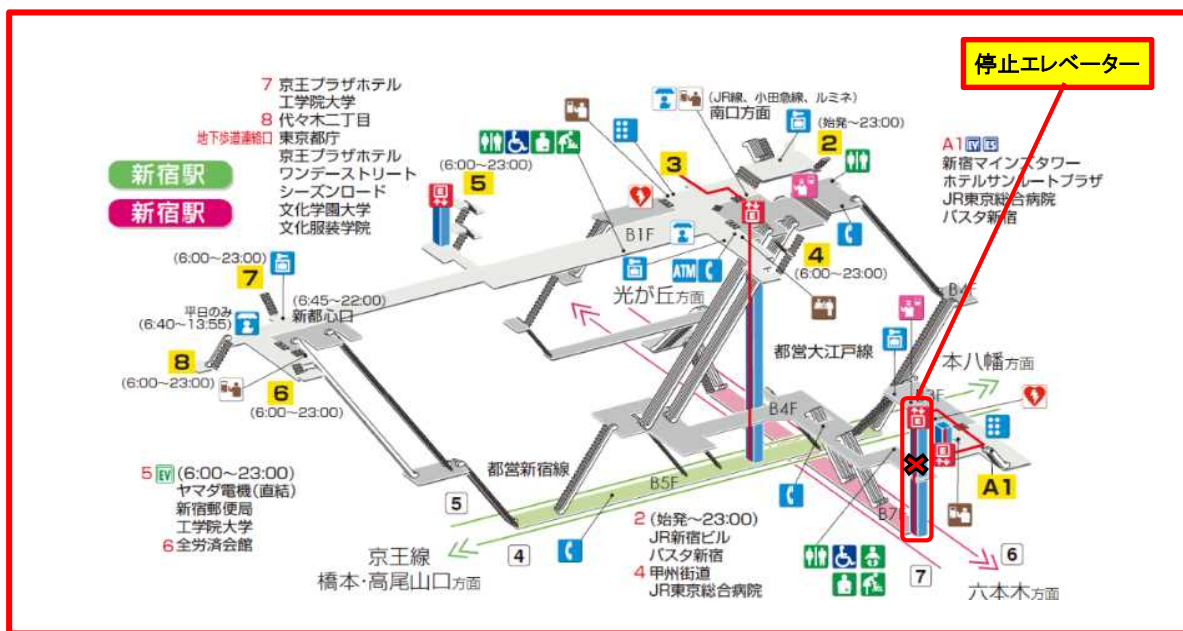 停止エレベーター
7 京王プラザホテル
工学院大学
8 代々木二丁目
地下歩道連絡口 東京都庁
京王プラザホテル
ワンデーストリート
シーズンロード
文化学園大学
文化服装学院
新宿駅
新宿駅
(JR線、小田急線、ルミネ)
南口方面
(始発～23:00)
2
3
(6:00～23:00)
5
A1 EV ES
新宿マインズタワー
ホテルサンルートプラザ
JR東京総合病院
バスタ新宿
B1F
ATM
4
(6:00～23:00)
光が丘方面
(6:00～23:00)
7
平日のみ
(6:40～13:55)
(6:45～22:00)
新都心口
8
(6:00～23:00)
6
(6:00～23:00)
B4F
都営大江戸線
本八幡方面
B3F
B4F
A1
都営新宿線
B5F
B7F
5 EV (6:00～23:00)
ヤマダ電機(直結)
新宿郵便局
工学院大学
6 全労済会館
5
4
京王線
橋本・高尾山口方面
2 (始発～23:00)
JR新宿ビル
バスタ新宿
4 甲州街道
JR東京総合病院
7
6
六本木方面